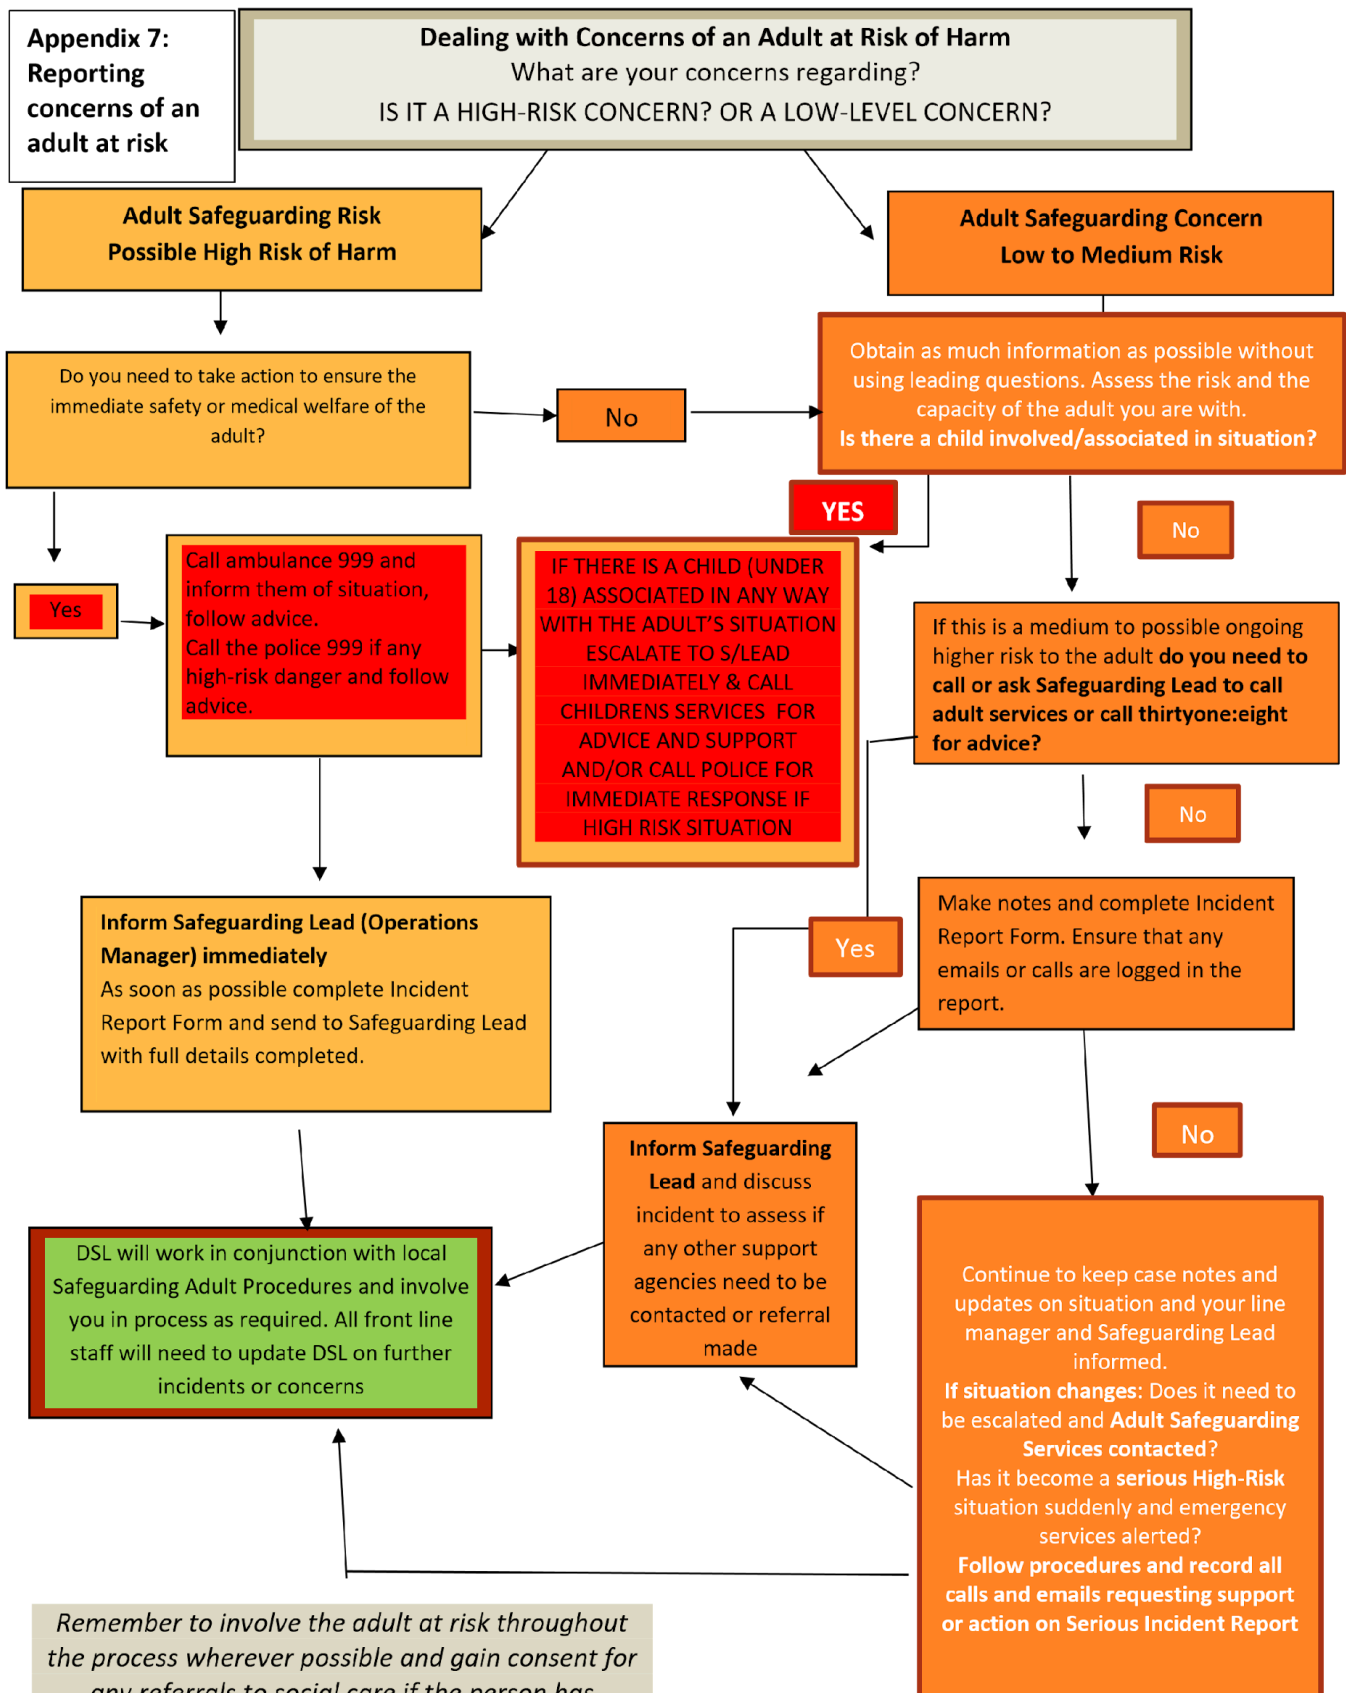 Appendix 7:
Reporting
concerns of an
adult at risk
Dealing with Concerns of an Adult at Risk of Harm
What are your concerns regarding?
IS IT A HIGH-RISK CONCERN? OR A LOW-LEVEL CONCERN?
Adult Safeguarding Risk
Possible High Risk of Harm
Adult Safeguarding Concern
Low to Medium Risk
Do you need to take action to ensure the
immediate safety or medical welfare of the
adult?
No
Obtain as much information as possible without
using leading questions. Assess the risk and the
capacity of the adult you are with.
Is there a child involved/associated in situation?
YES
No
Yes
Call ambulance 999 and
inform them of situation,
follow advice.
Call the police 999 if any
high-risk danger and follow
advice.
IF THERE IS A CHILD (UNDER
18) ASSOCIATED IN ANY WAY
WITH THE ADULT'S SITUATION
ESCALATE TO S/LEAD
IMMEDIATELY & CALL
CHILDRENS SERVICES FOR
ADVICE AND SUPPORT
AND/OR CALL POLICE FOR
IMMEDIATE RESPONSE IF
HIGH RISK SITUATION
If this is a medium to possible ongoing
higher risk to the adult do you need to
call or ask Safeguarding Lead to call
adult services or call thirtyone:eight
for advice?
No
Inform Safeguarding Lead (Operations
Manager) immediately
As soon as possible complete Incident
Report Form and send to Safeguarding Lead
with full details completed.
Yes
Make notes and complete Incident
Report Form. Ensure that any
emails or calls are logged in the
report.
No
Inform Safeguarding
Lead and discuss
incident to assess if
any other support
agencies need to be
contacted or referral
made
DSL will work in conjunction with local
Safeguarding Adult Procedures and involve
you in process as required. All front line
staff will need to update DSL on further
incidents or concerns
Continue to keep case notes and
updates on situation and your line
manager and Safeguarding Lead
informed.
If situation changes: Does it need to
be escalated and Adult Safeguarding
Services contacted?
Has it become a serious High-Risk
situation suddenly and emergency
services alerted?
Follow procedures and record all
calls and emails requesting support
or action on Serious Incident Report
Remember to involve the adult at risk throughout
the process wherever possible and gain consent for
any referrals to social care if the person has